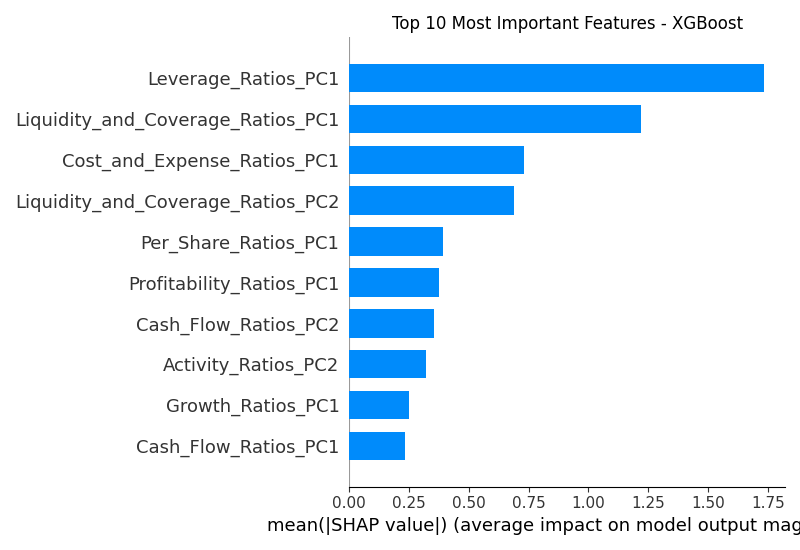 Top 10 Most Important Features - XGBoost
Leverage_Ratios_PC1
Liquidity_and_Coverage_Ratios_PC1
Cost_and_Expense_Ratios_PC1
Liquidity_and_Coverage_Ratios_PC2
Per_Share_Ratios_PC1
Profitability_Ratios_PC1
Cash_Flow_Ratios_PC2
Activity_Ratios_PC2
Growth_Ratios_PC1
Cash_Flow_Ratios_PC1
0.00 0.25 0.50 0.75 1.00 1.25 1.50 1.75
mean(|SHAP value|) (average impact on model output mag